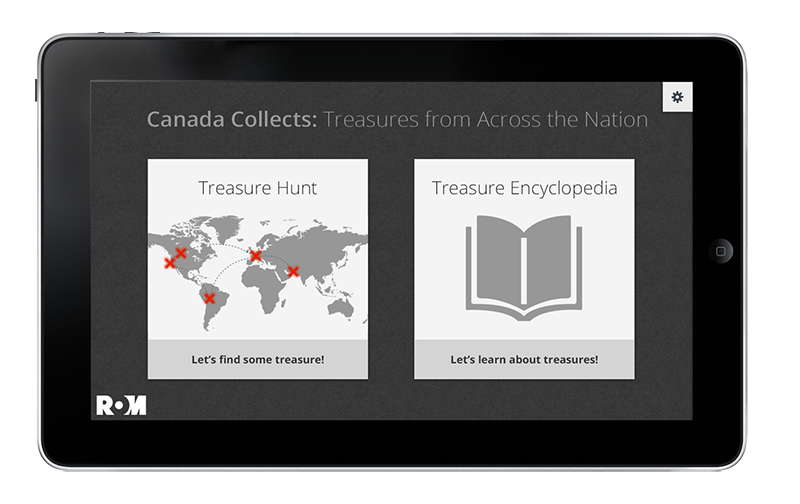 Canada Collects: Treasures from Across the Nation
Treasure Hunt
Let's find some treasure!
Treasure Encyclopedia
Let's learn about treasures!
ROM